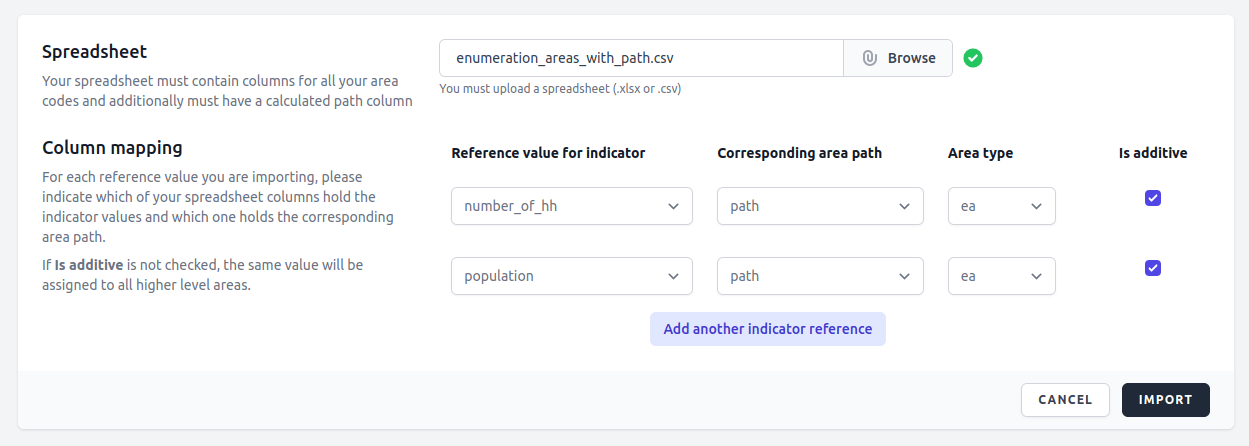 Spreadsheet
Your spreadsheet must contain columns for all your area
codes and additionally must have a calculated path column
enumeration_areas_with_path.csv
Browse
You must upload a spreadsheet (.xlsx or .csv)
Column mapping
For each reference value you are importing, please
indicate which of your spreadsheet columns hold the
indicator values and which one holds the corresponding
area path.
If Is additive is not checked, the same value will be
assigned to all higher level areas.
Reference value for indicator Corresponding area path Area type Is additive
number_of_hh path ea
population path ea
Add another indicator reference
CANCEL IMPORT